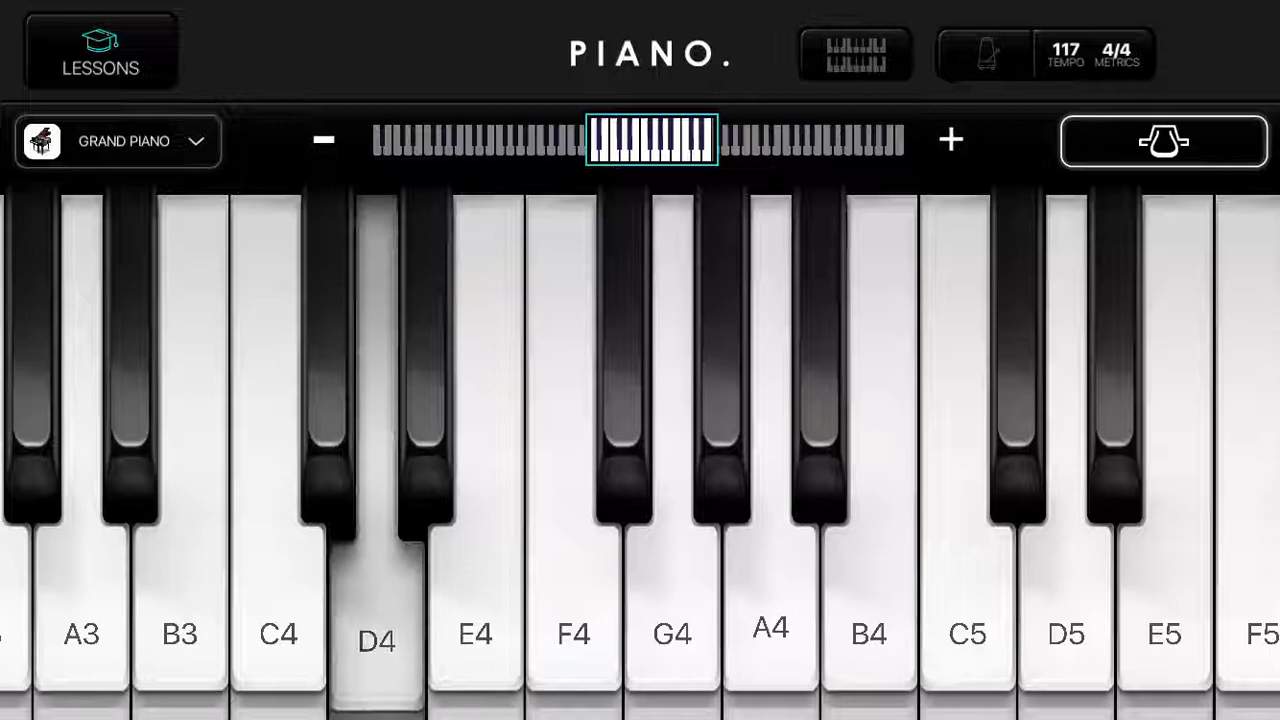 LESSONS
PIANO.
117
TEMPO
4/4
METRICS
GRAND PIANO
A3
B3
C4
D4
E4
F4
G4
A4
B4
C5
D5
E5
F5